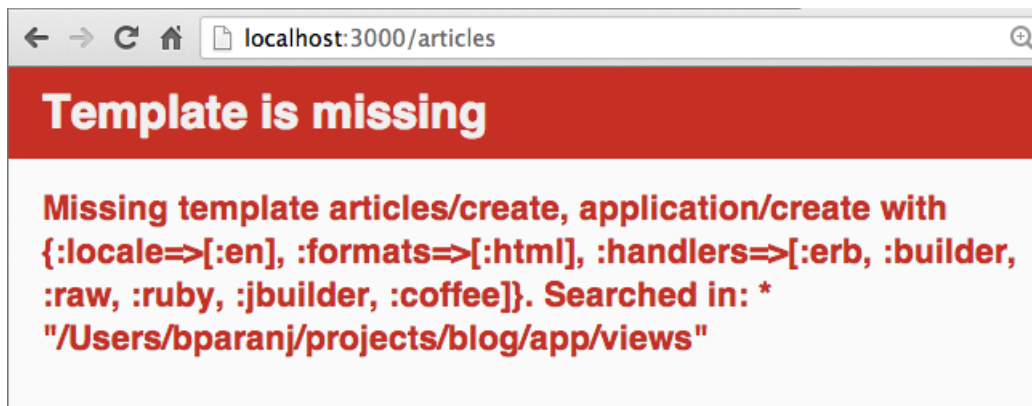 localhost:3000/articles
Template is missing
Missing template articles/create, application/create with
{:locale=>[:en], :formats=>[:html], :handlers=>[:erb, :builder,
:raw, :ruby, :jbuilder, :coffee]}. Searched in: *
"/Users/bparanj/projects/blog/app/views"